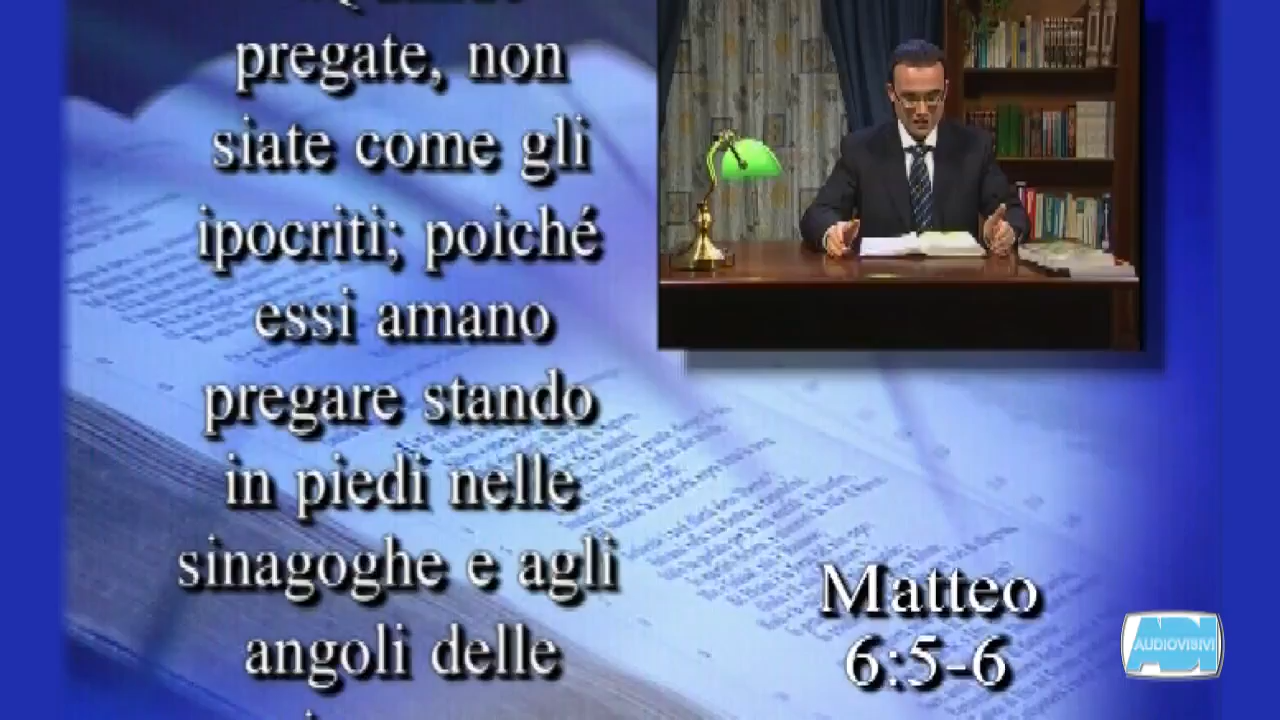 pregate, non
siate come gli
ipocriti; poiché
essi amano
pregare stando
in piedi nelle
sinagoghe e agli
angoli delle
Matteo
6:5-6
ADI
AUDIOVISIVI